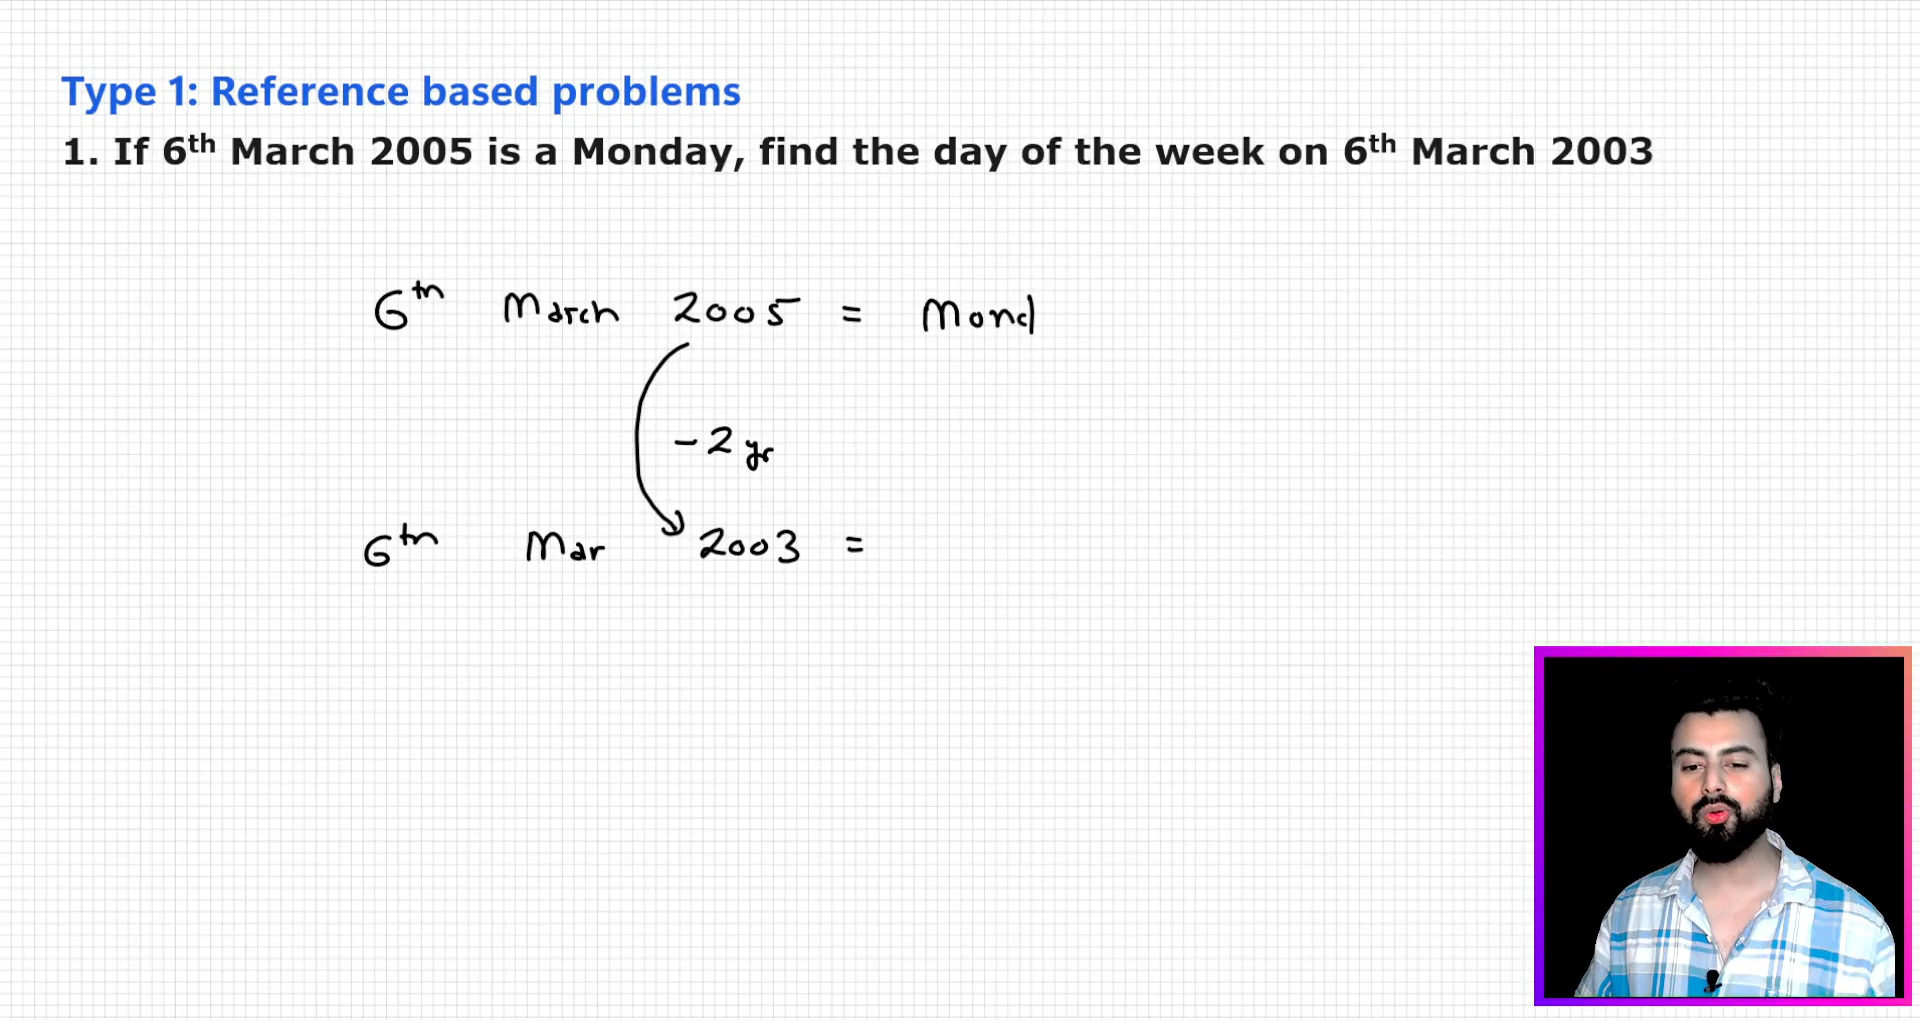 Type 1: Reference based problems
1. If 6th March 2005 is a Monday, find the day of the week on 6th March 2003
6th March 2005 = Mond
-2 yr
6th Mar 2003 =